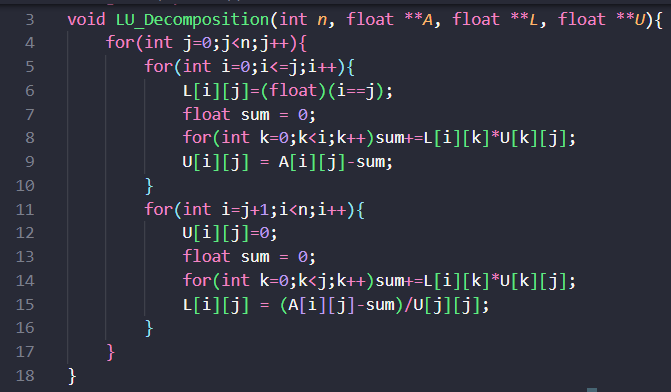 3 void LU_Decomposition(int n, float **A, float **L, float **U){
4     for(int j=0;j<n;j++){
5         for(int i=0;i<=j;i++){
6             L[i][j]=(float)(i==j);
7             float sum = 0;
8             for(int k=0;k<i;k++)sum+=L[i][k]*U[k][j];
9             U[i][j] = A[i][j]-sum;
10         }
11         for(int i=j+1;i<n;i++){
12             U[i][j]=0;
13             float sum = 0;
14             for(int k=0;k<j;k++)sum+=L[i][k]*U[k][j];
15             L[i][j] = (A[i][j]-sum)/U[j][j];
16         }
17     }
18 }